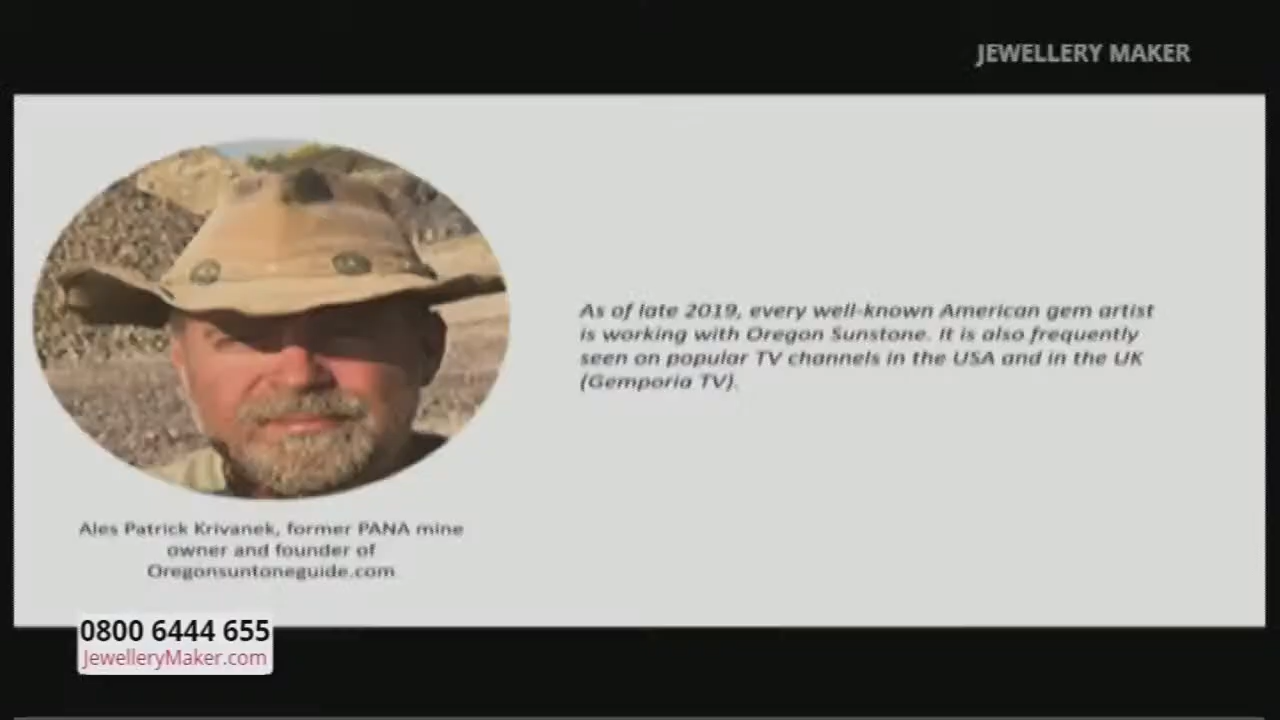 JEWELLERY MAKER
As of late 2019, every well-known American gem artist
is working with Oregon Sunstone. It is also frequently
seen on popular TV channels in the USA and in the UK
(Gemporia TV).
Ales Patrick Krivanek, former PANA mine
owner and founder of
Oregonsuntoneguide.com
0800 6444 655
JewelleryMaker.com